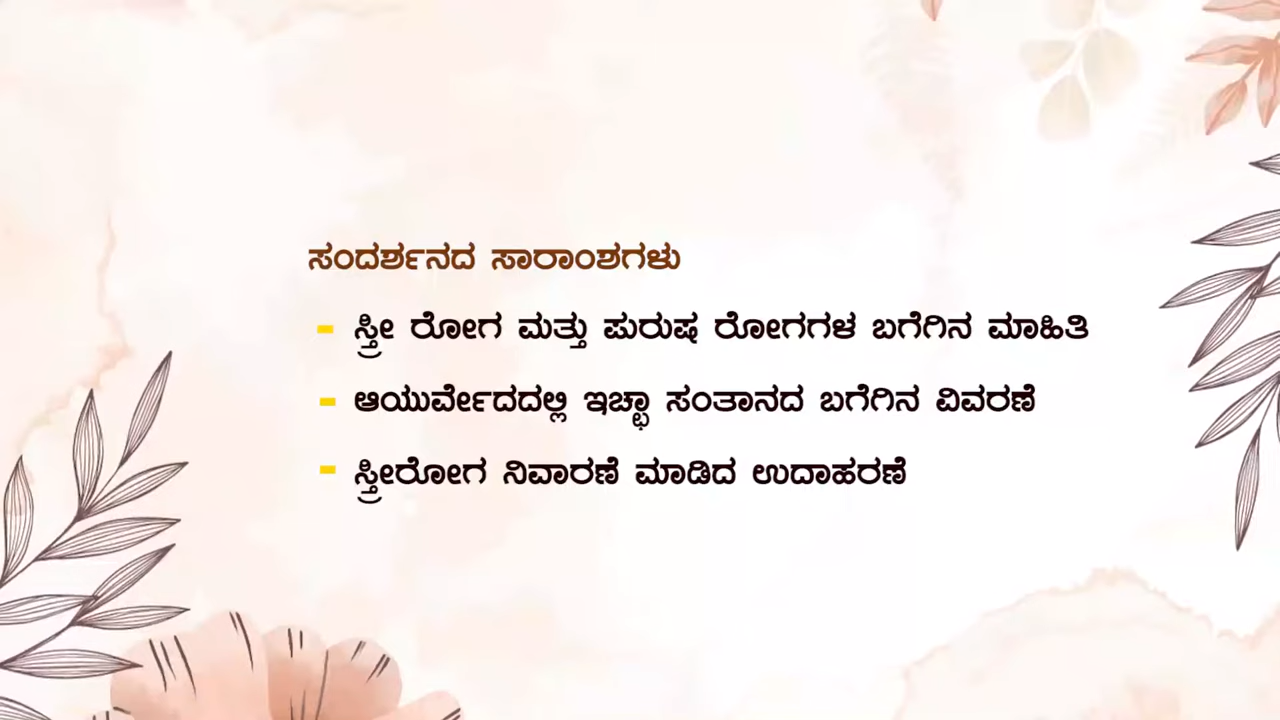 ಸಂದರ್ಶನದ ಸಾರಾಂಶಗಳು
- ಸ್ತ್ರೀ ರೋಗ ಮತ್ತು ಪುರುಷ ರೋಗಗಳ ಬಗೆಗಿನ ಮಾಹಿತಿ
- ಆಯುರ್ವೇದದಲ್ಲಿ ಇಚ್ಛಾ ಸಂತಾನದ ಬಗೆಗಿನ ವಿವರಣೆ
- ಸ್ತ್ರೀರೋಗ ನಿವಾರಣೆ ಮಾಡಿದ ಉದಾಹರಣೆ